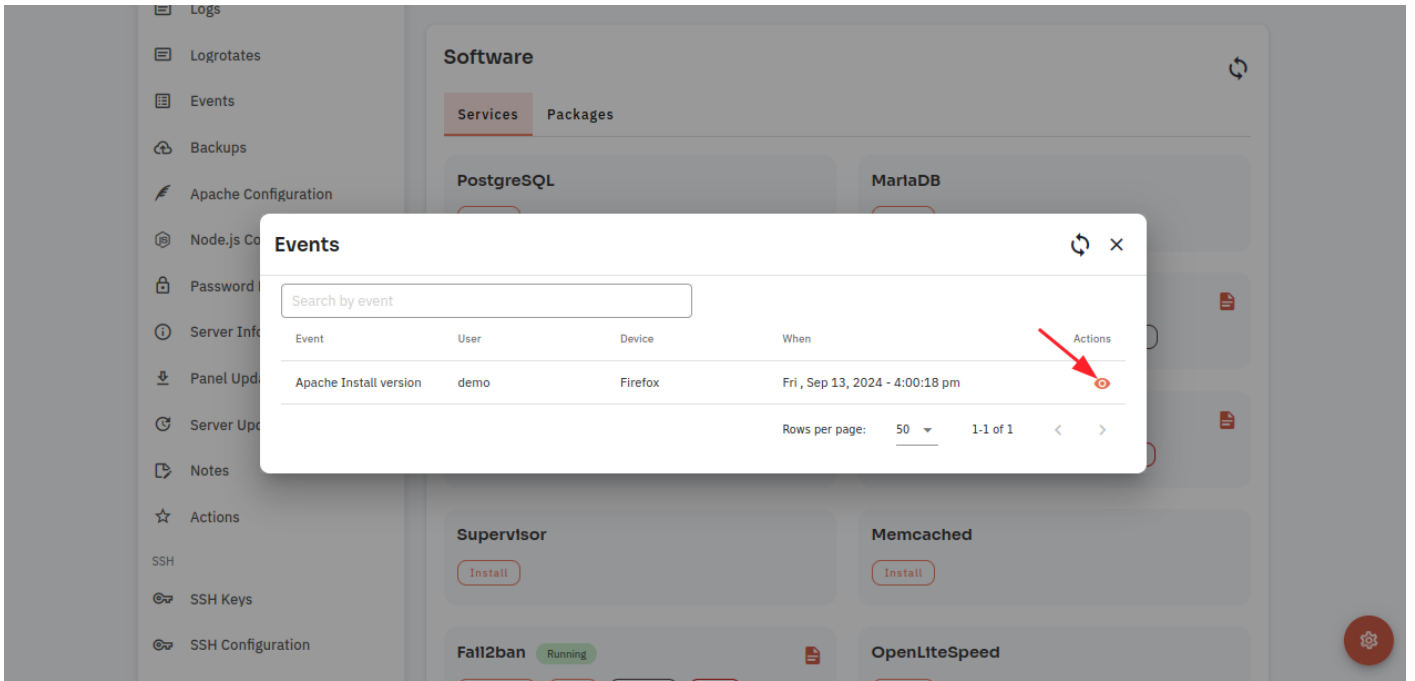 Logs
Logrotates
Events
Backups
Apache Configuration
Node.js Co
Password
Server Info
Panel Upd
Server Upd
Notes
Actions
SSH
SSH Keys
SSH Configuration
Software
Services Packages
PostgreSQL MariaDB
Events
Search by event
Event User Device When Actions
Apache Install version demo Firefox Fri , Sep 13, 2024 - 4:00:18 pm
Rows per page: 50 1-1 of 1
Supervisor Memcached
Install Install
Fail2ban Running OpenLiteSpeed